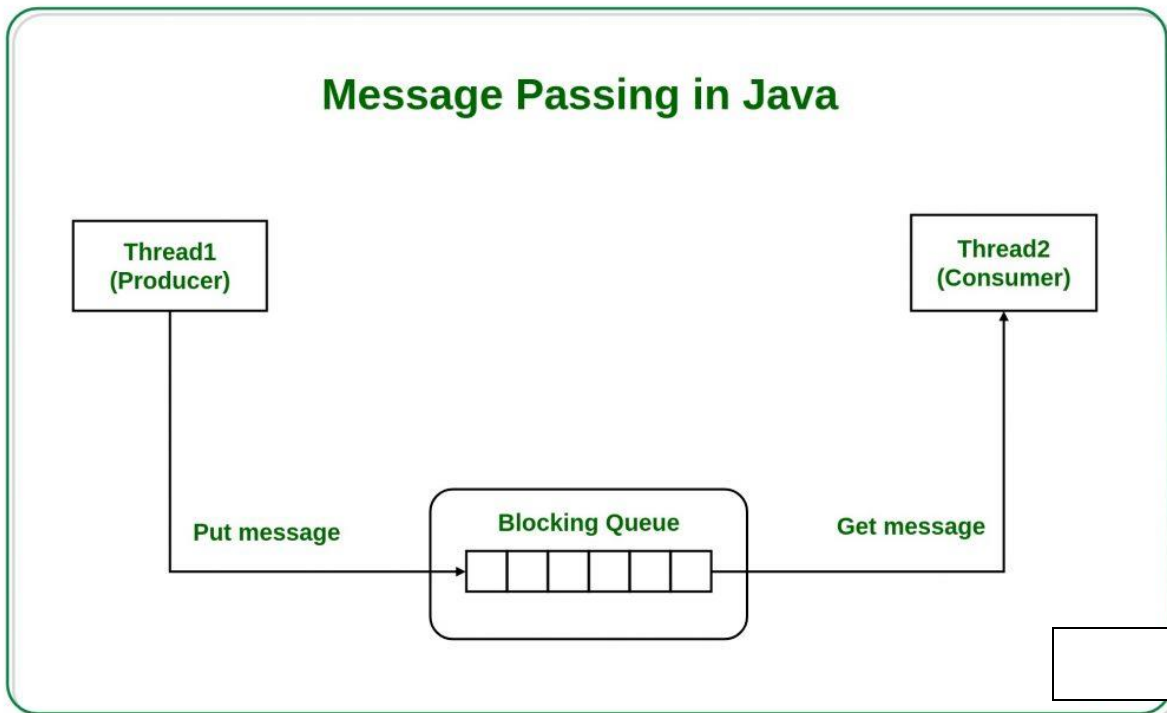 Message Passing in Java
Thread1
(Producer)
Thread2
(Consumer)
Put message
Blocking Queue
Get message